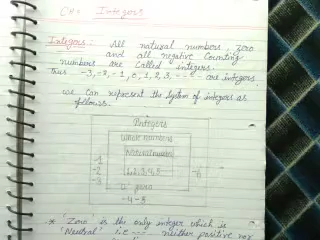 CH= Integers
Integers: All natural numbers, zero
and all negative counting
numbers are called integers.
Thus -3, -2, -1, 0, 1, 2, 3, --- are integers
we can represent the system of integers as
follows:-
Integers
Whole numbers
Natural numbers
-1
1,2,3,4,5
-2
-6
-3
0 zero
-4 -5
* 'Zero' is the only integer which is
'Neutral' i.e --- neither positive nor